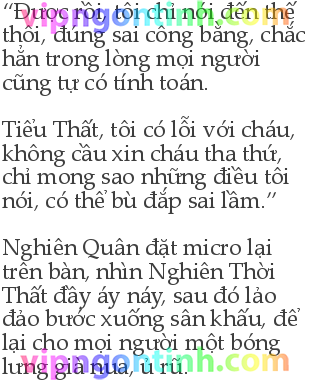 “Được rồi, tôi chỉ nói đến thế
thôi, đúng sai công bằng, chắc
hẳn trong lòng mọi người
cũng tự có tính toán.
Tiểu Thất, tôi có lỗi với cháu,
không cầu xin cháu tha thứ,
chỉ mong sao những điều tôi
nói, có thể bù đắp sai lầm.”
Nghiên Quân đặt micro lại
trên bàn, nhìn Nghiên Thời
Thất đầy áy náy, sau đó lảo
đảo bước xuống sân khấu, để
lại cho mọi người một bóng
lưng già nua, ủ rũ.
vipngontinh.com
vipngontinh.com